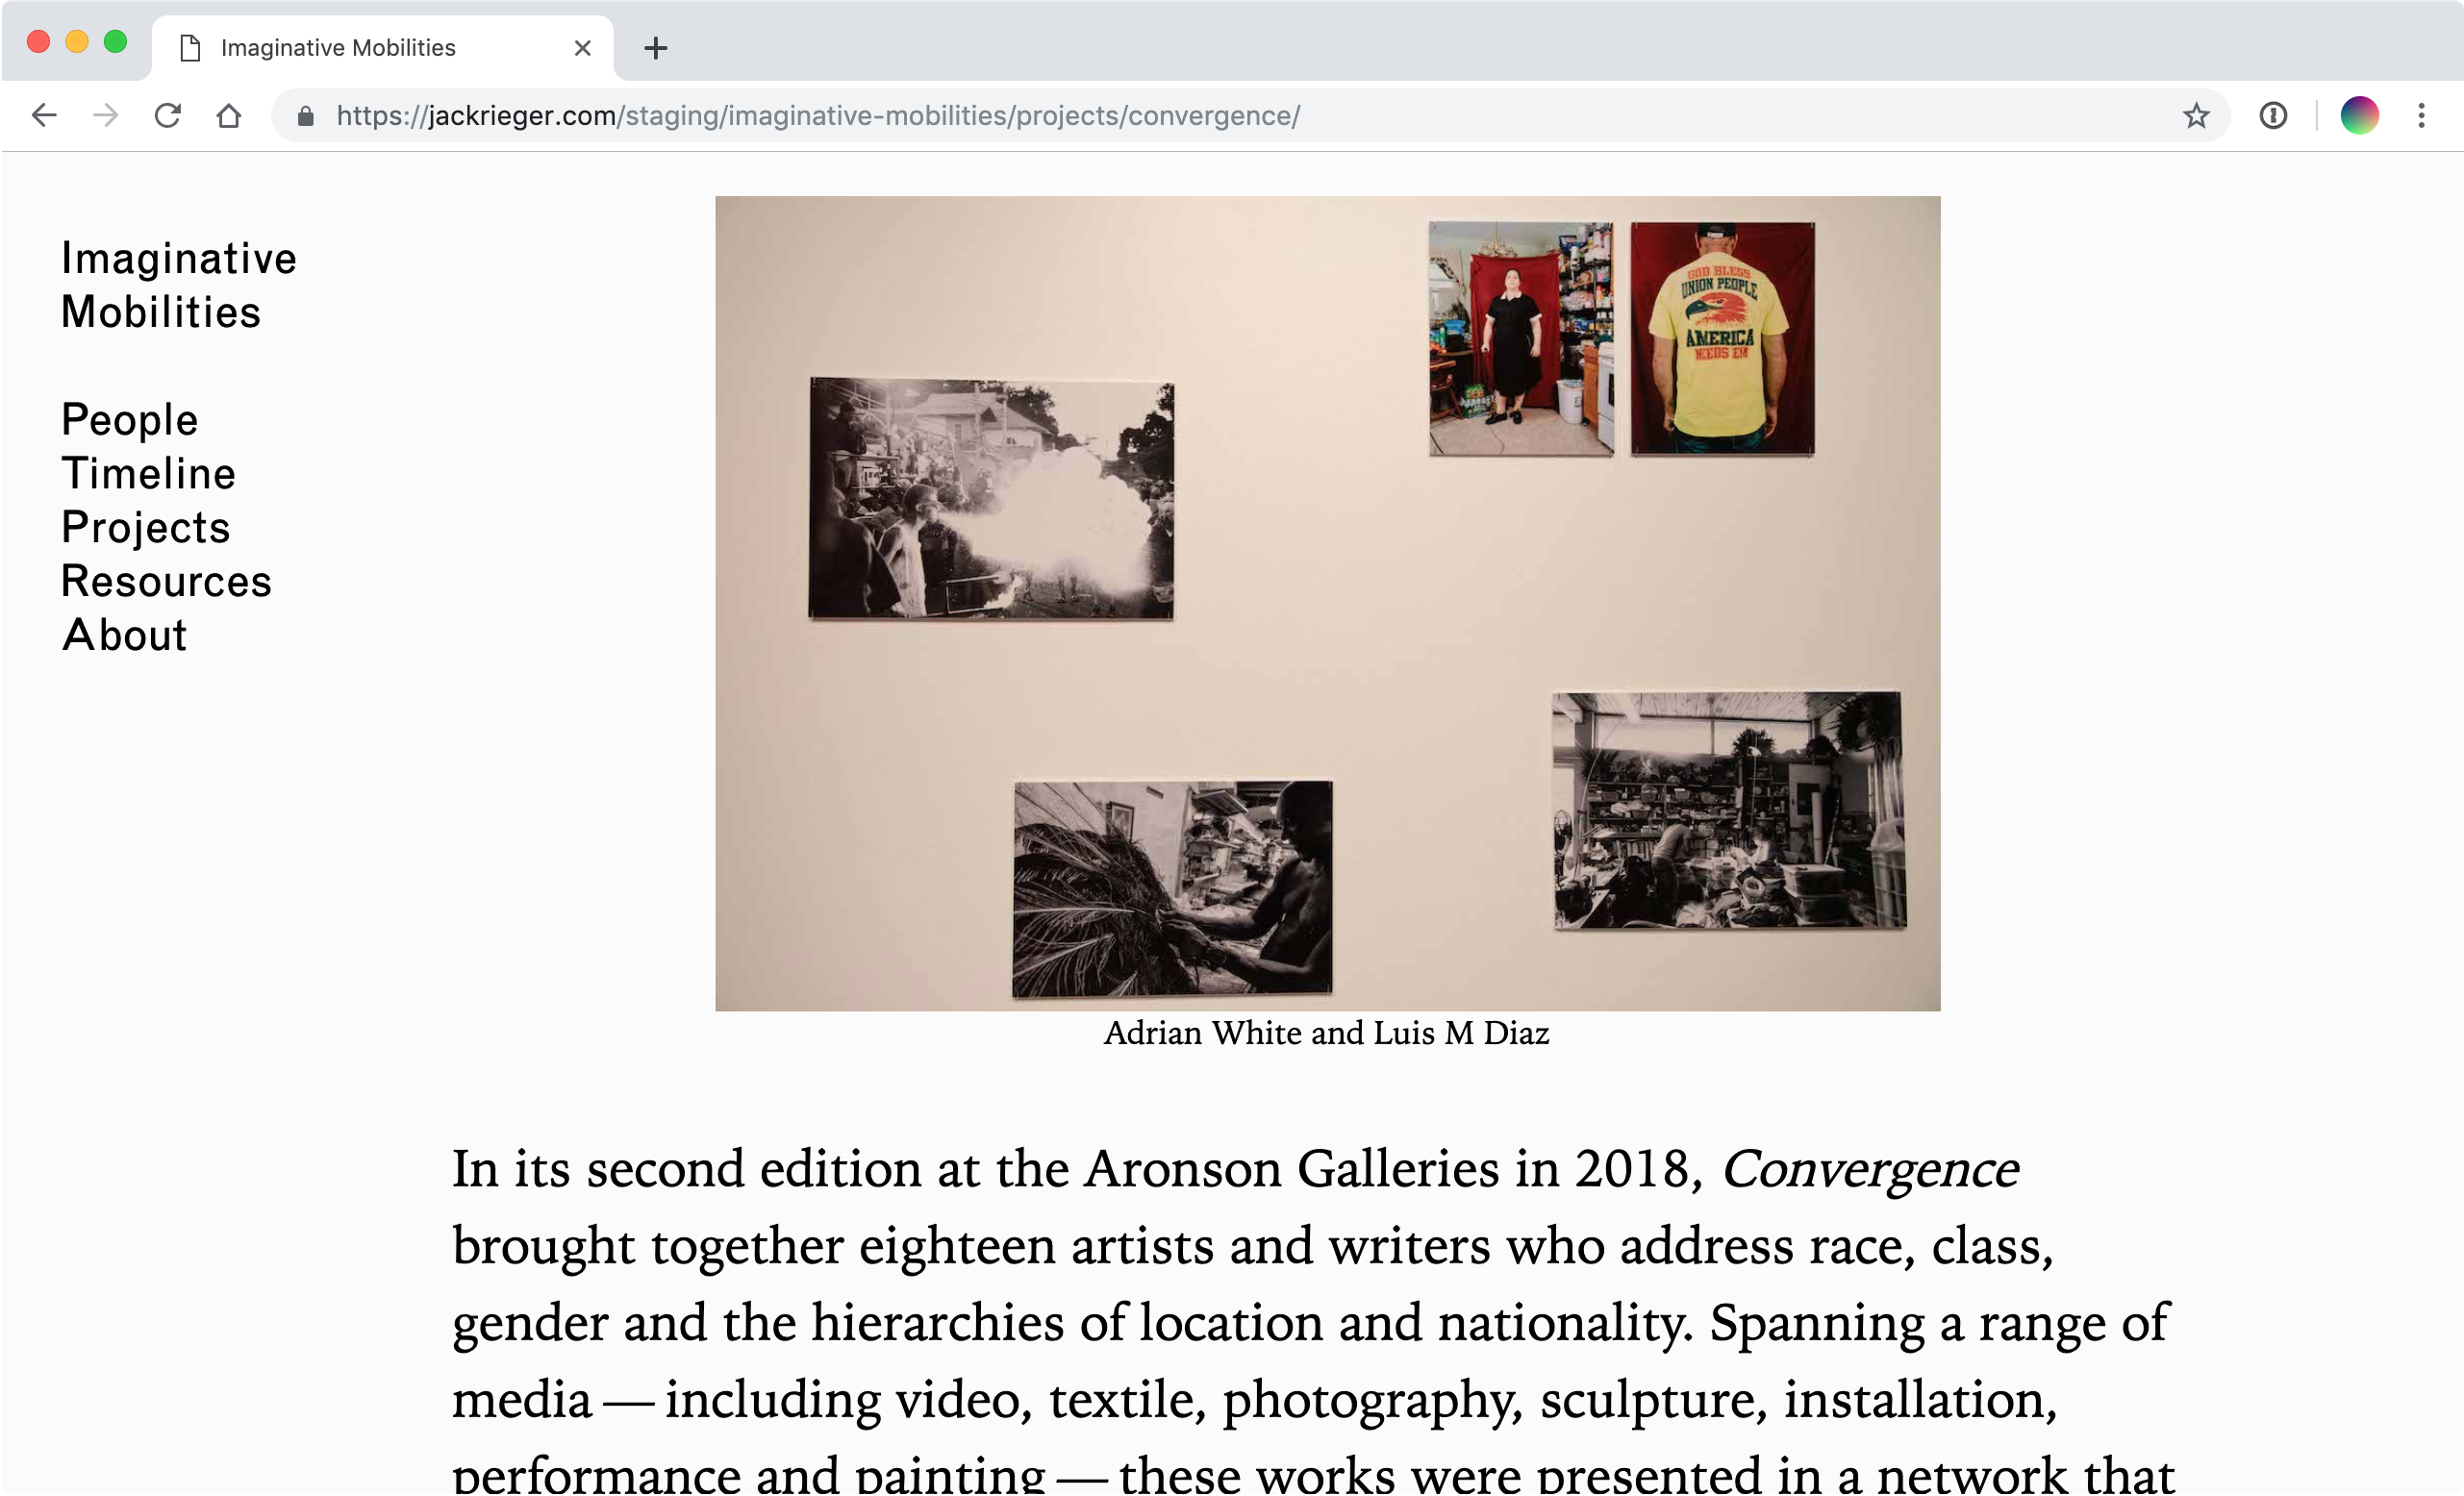 Imaginative Mobilities
https://jackrieger.com/staging/imaginative-mobilities/projects/convergence/
Imaginative
Mobilities
People
Timeline
Projects
Resources
About
GOD BLESS
UNION PEOPLE
AMERICA
NEEDS EM
Adrian White and Luis M Diaz
In its second edition at the Aronson Galleries in 2018, Convergence
brought together eighteen artists and writers who address race, class,
gender and the hierarchies of location and nationality. Spanning a range of
media — including video, textile, photography, sculpture, installation,
performance and painting — these works were presented in a network that